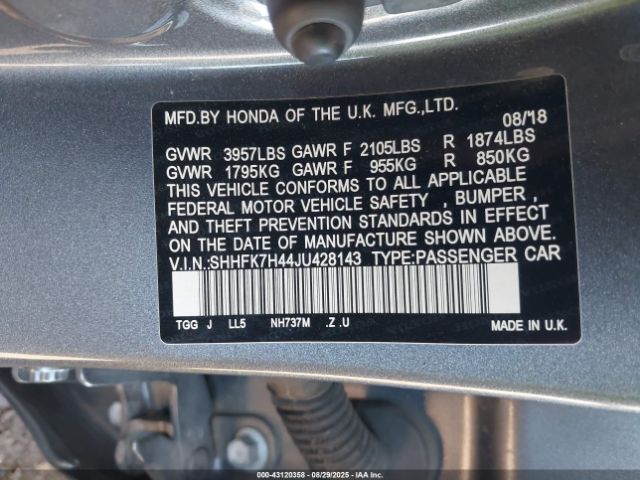 MFD.BY HONDA OF THE U.K. MFG.,LTD. 08/'18
GVWR 3957LBS GAWR F 2105LBS R 1874LBS
GVWR 1795KG GAWR F 955KG R 850KG
THIS VEHICLE CONFORMS TO ALL APPLICABLE
FEDERAL MOTOR VEHICLE SAFETY , BUMPER ,
AND THEFT PREVENTION STANDARDS IN EFFECT
ON THE DATE OF MANUFACTURE SHOWN ABOVE.
V.I.N.:SHHFK7H44JU428143 TYPE:PASSENGER CAR
TGG J LL5 NH737M .Z .U MADE IN U.K.
000-43120358 - 08/29/2025 - IAAI.COM